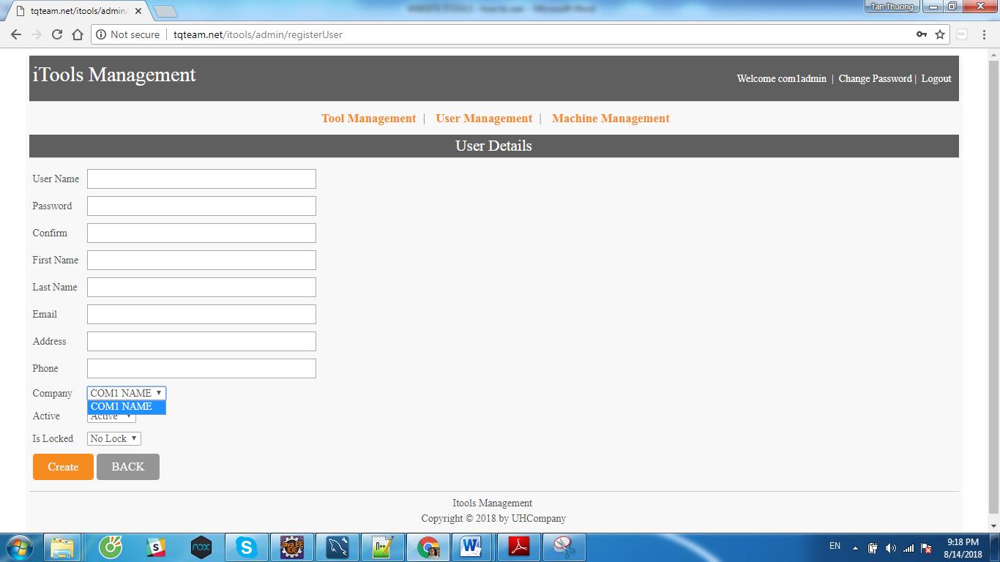 tqteam.net/itools/admin/
Tan Thuong
Not secure
tqteam.net/itools/admin/registerUser
iTools Management
Welcome com1admin | Change Password | Logout
Tool Management | User Management | Machine Management
User Details
User Name
Password
Confirm
First Name
Last Name
Email
Address
Phone
Company COM1 NAME
COM1 NAME
Active Active
Is Locked No Lock
Create BACK
Itools Management
Copyright © 2018 by UHCompany
Java EE
IDE
EN
9:18 PM
8/14/2018